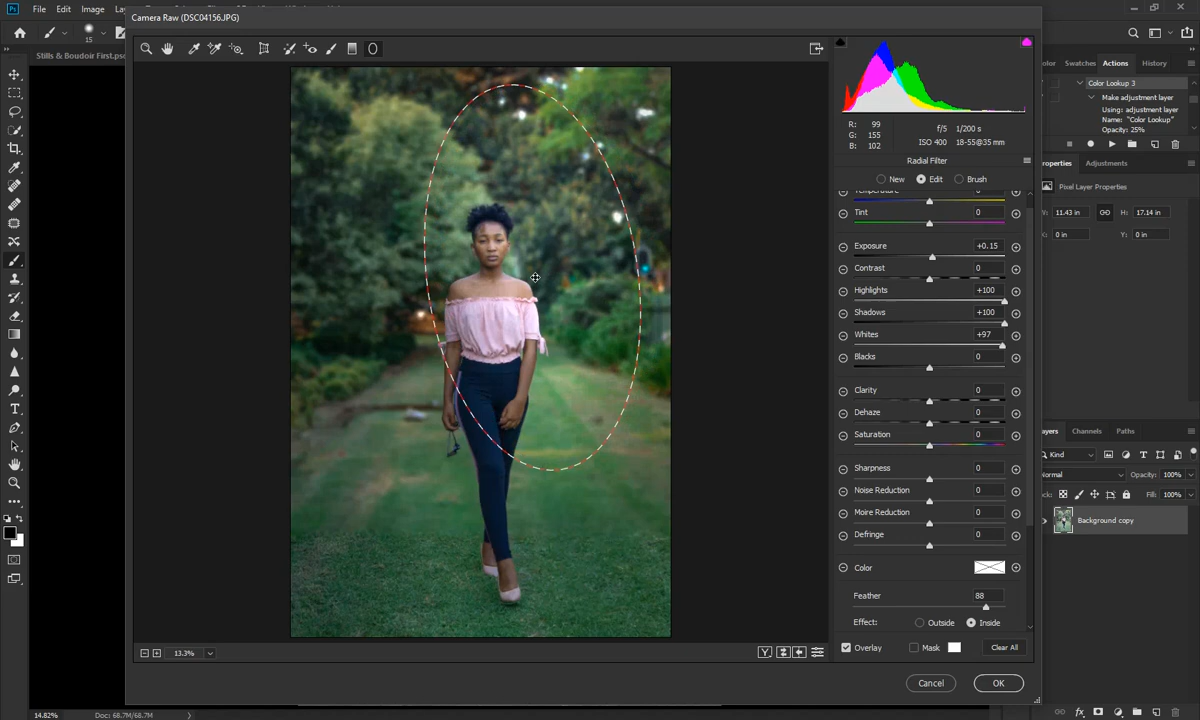 Ps File Edit Image
Camera Raw (DSC04156.JPG)
15
Stills & Boudoir First.psd
Swatches Actions History
Color Lookup 3
Make adjustment layer
Using: adjustment layer
Name: "Color Lookup"
Opacity: 25%
R: 99
G: 155
B: 102
f/5 1/200 s
ISO 400 18-55@35 mm
Radial Filter
New Edit Brush
Temperature 0
Tint 0
Exposure +0.15
Contrast 0
Highlights +100
Shadows +100
Whites +97
Blacks 0
Clarity 0
Dehaze 0
Saturation 0
Sharpness 0
Noise Reduction 0
Moire Reduction 0
Defringe 0
Color
Feather 88
Effect: Outside Inside
Overlay Mask Clear All
Cancel OK
13.3%
Y
Properties Adjustments
Pixel Layer Properties
11.43 in H: 17.14 in
X: 0 in Y: 0 in
Layers Channels Paths
Kind
Normal Opacity: 100%
Fill: 100%
Background copy
fx
14.82% Doc: 68.7M/68.7M